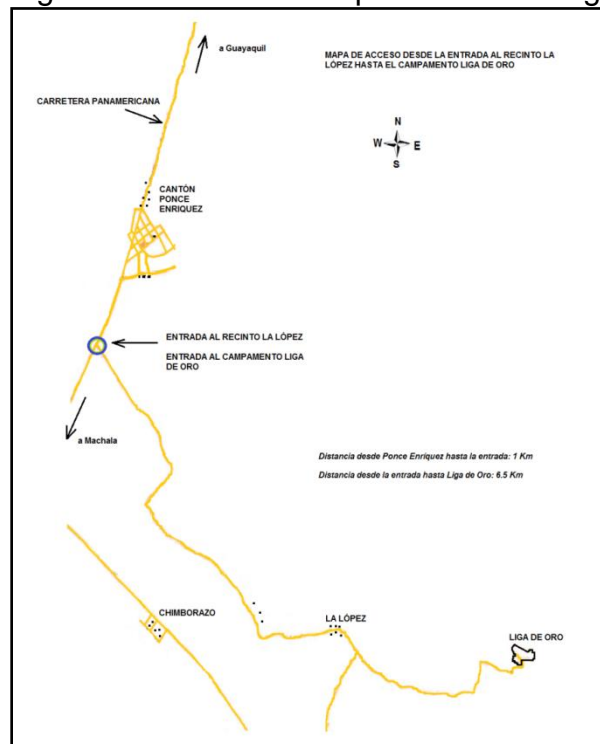 a Guayaquil
MAPA DE ACCESO DESDE LA ENTRADA AL RECINTO LA
LÓPEZ HASTA EL CAMPAMENTO LIGA DE ORO
CARRETERA PANAMERICANA
N
W E
S
CANTÓN
PONCE
ENRIQUEZ
ENTRADA AL RECINTO LA LÓPEZ
ENTRADA AL CAMPAMENTO LIGA
DE ORO
a Machala
Distancia desde Ponce Enríquez hasta la entrada: 1 Km
Distancia desde la entrada hasta Liga de Oro: 6.5 Km
CHIMBORAZO
LA LÓPEZ
LIGA DE ORO